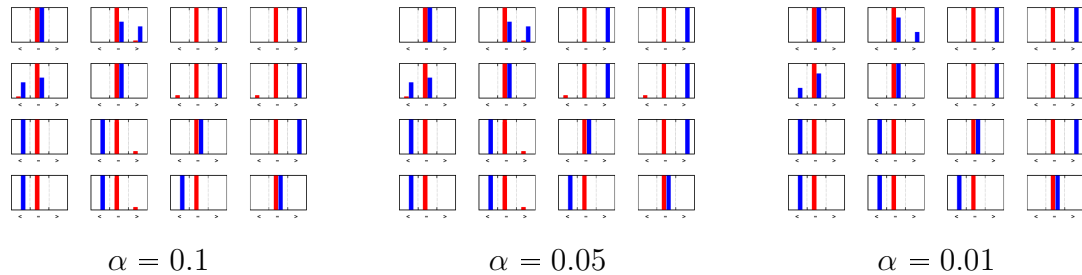 < = > < = > < = > < = > < = > < = > < = > < = > < = > < = > < = > < = >
< = > < = > < = > < = > < = > < = > < = > < = > < = > < = > < = > < = >
< = > < = > < = > < = > < = > < = > < = > < = > < = > < = > < = > < = >
< = > < = > < = > < = > < = > < = > < = > < = > < = > < = > < = > < = >
α = 0.1 α = 0.05 α = 0.01